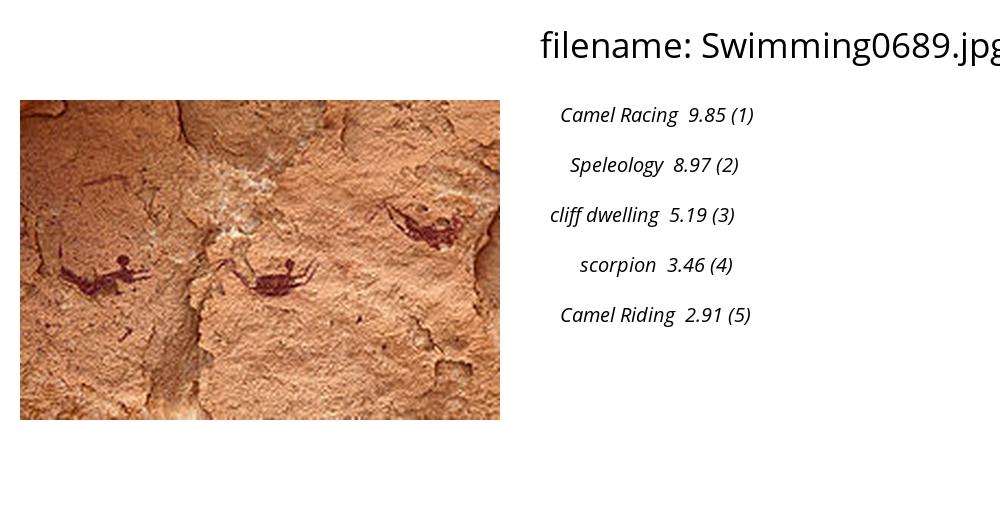 filename: Swimming0689.jpg
Camel Racing 9.85 (1)
Speleology 8.97 (2)
cliff dwelling 5.19 (3)
scorpion 3.46 (4)
Camel Riding 2.91 (5)